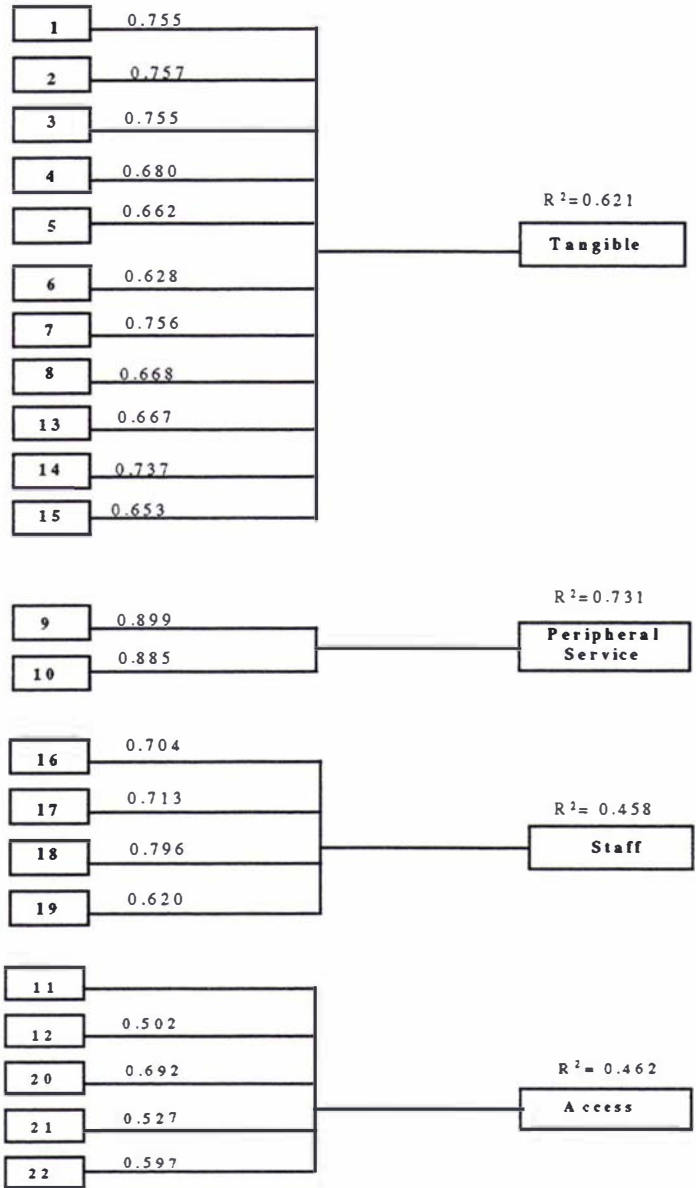 1 0.755
2 0.757
3 0.755
4 0.680
5 0.662
R²=0.621
Tangible
6 0.628
7 0.756
8 0.668
13 0.667
14 0.737
15 0.653
R²=0.731
9 0.899
Peripheral
Service
10 0.885
16 0.704
17 0.713
R²= 0.458
18 0.796
Staff
19 0.620
11
12 0.502
20 0.692
R²= 0.462
Access
21 0.527
22 0.597